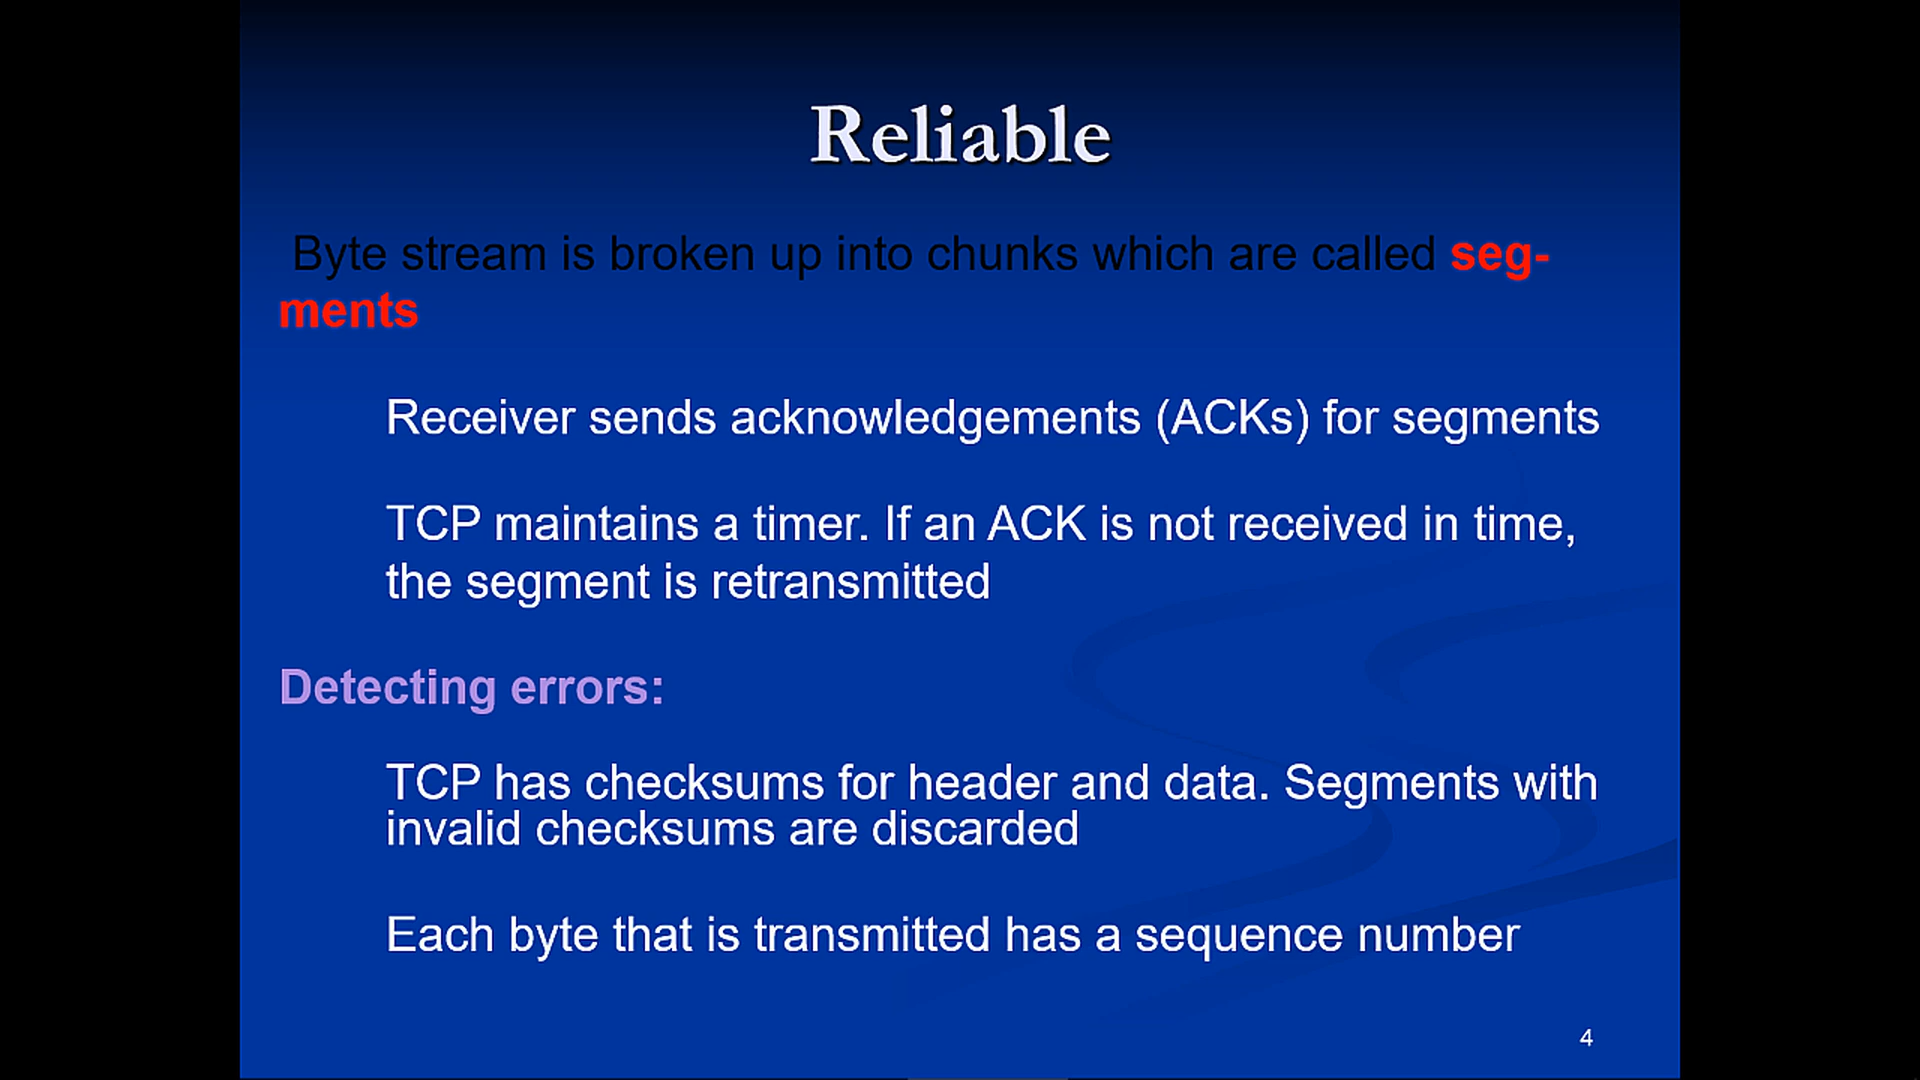 Reliable
Byte stream is broken up into chunks which are called seg-
ments
Receiver sends acknowledgements (ACKs) for segments
TCP maintains a timer. If an ACK is not received in time,
the segment is retransmitted
Detecting errors:
TCP has checksums for header and data. Segments with
invalid checksums are discarded
Each byte that is transmitted has a sequence number
4